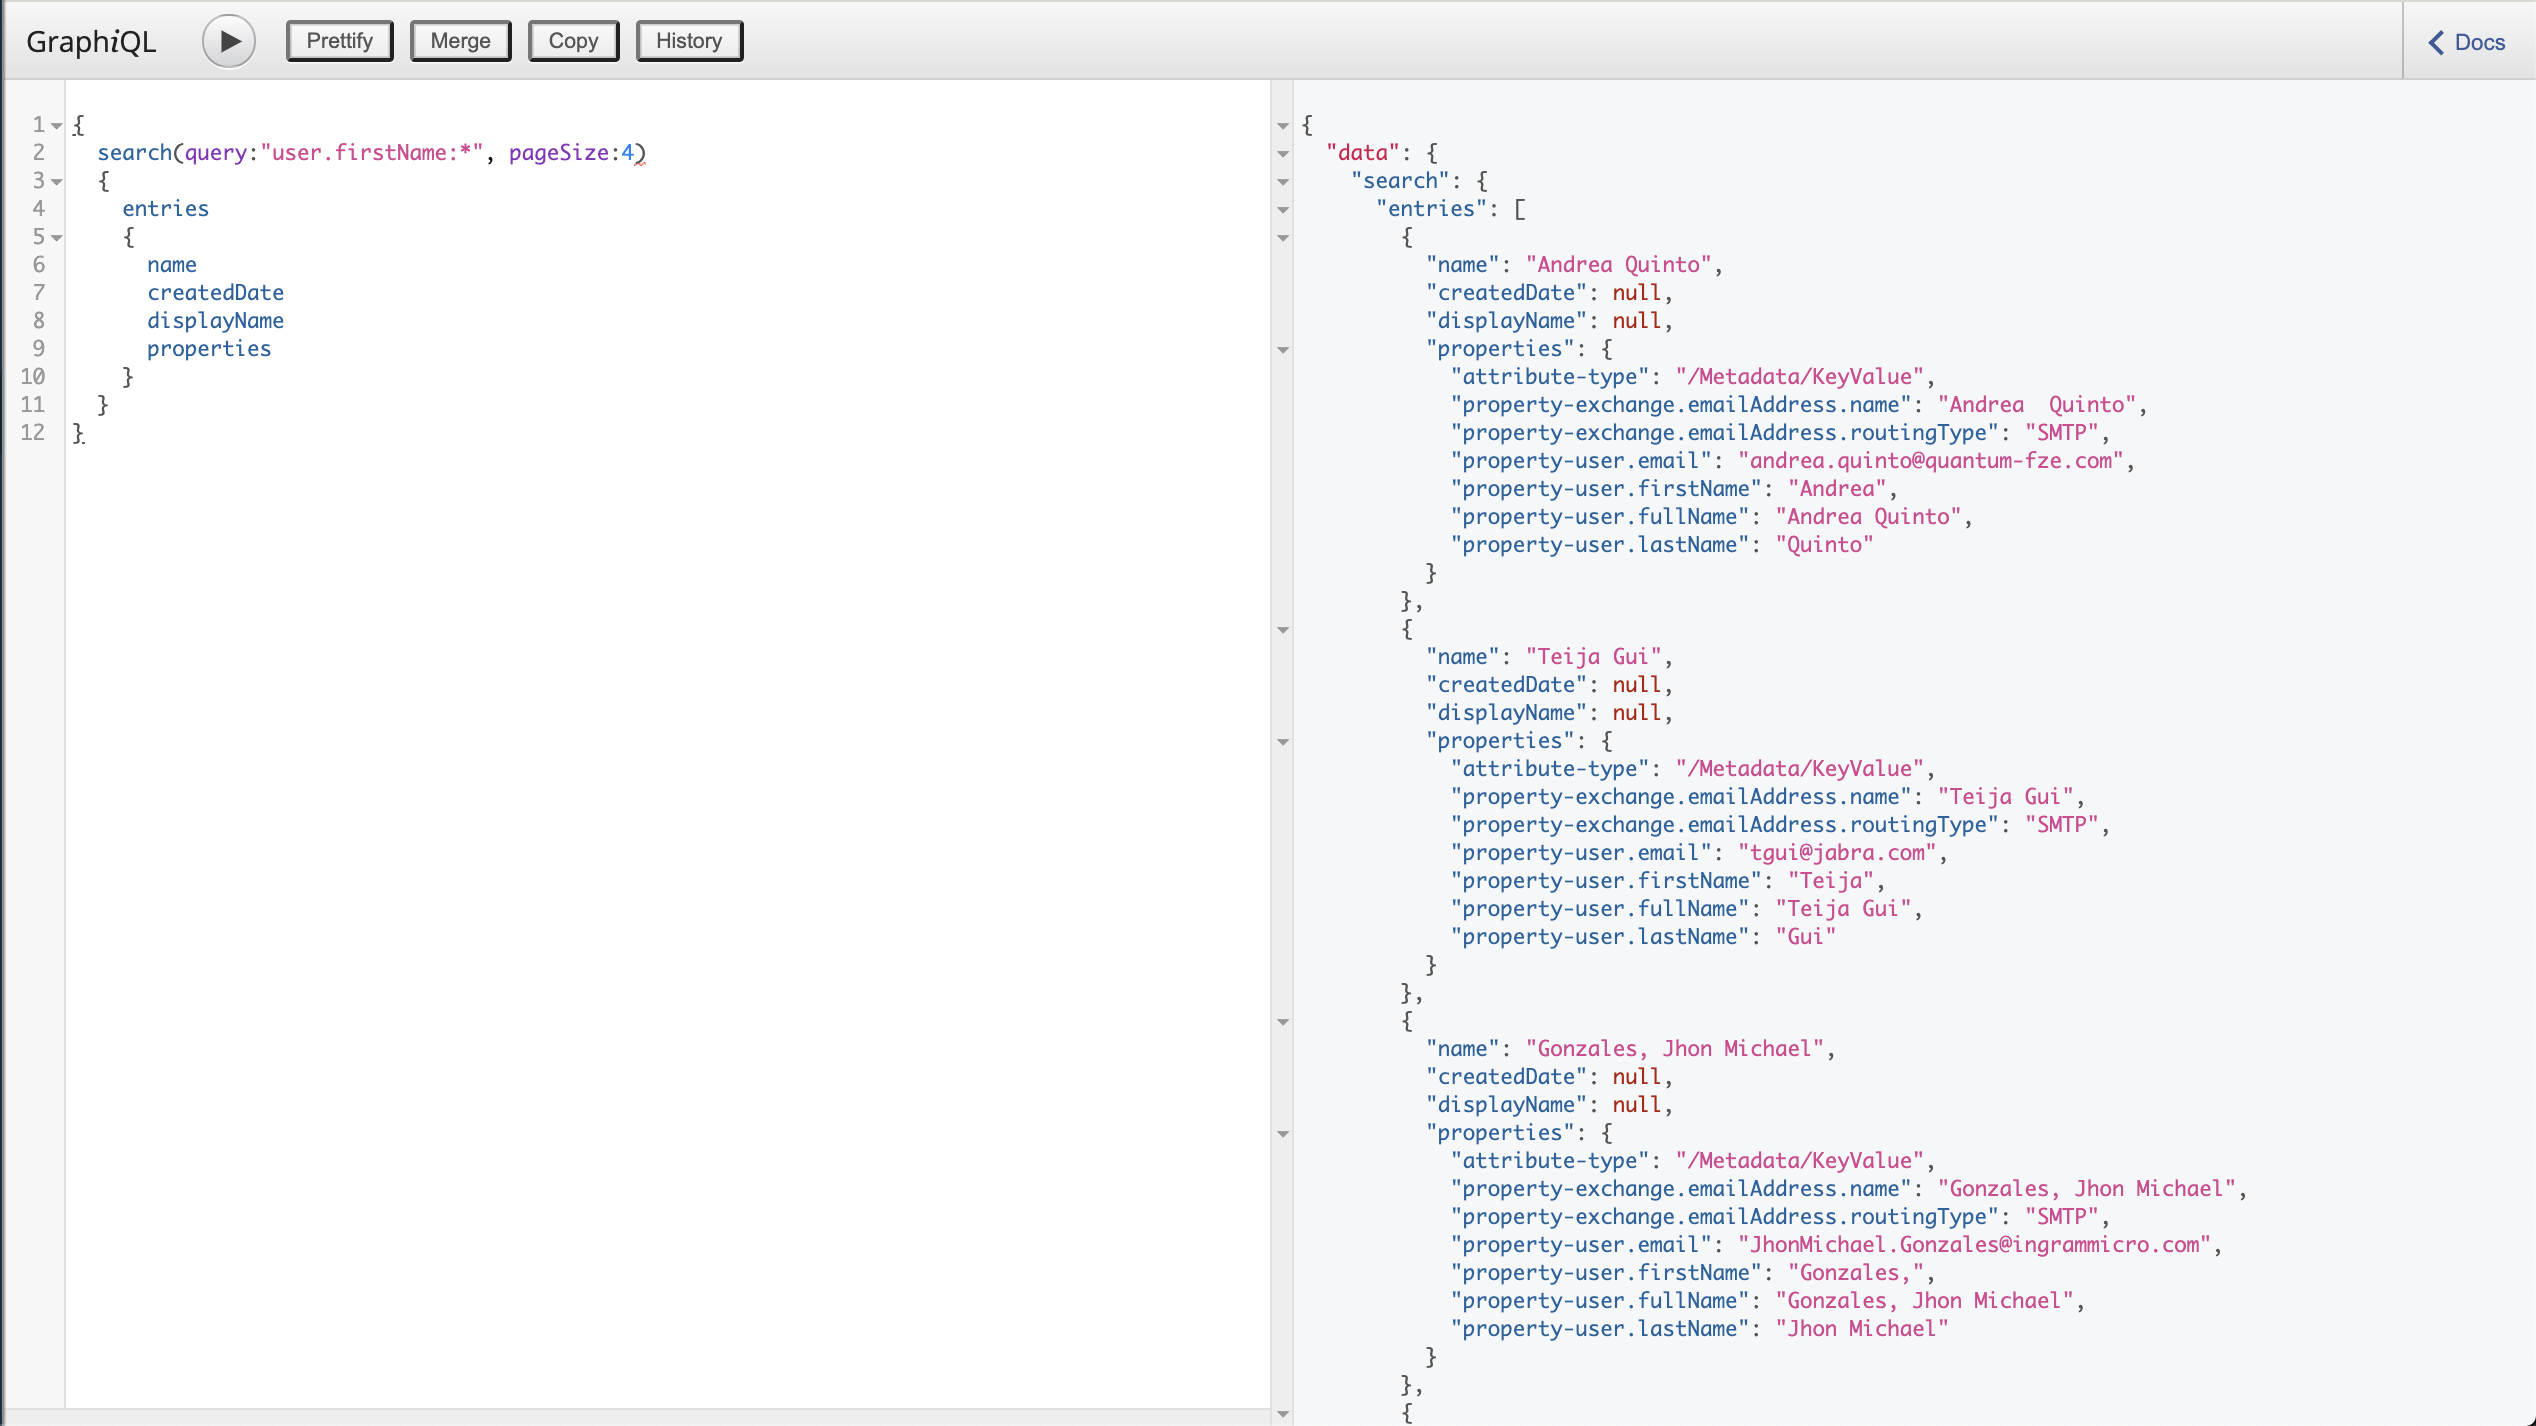 GraphiQL Prettify Merge Copy History Docs
1 {
2 search(query:"user.firstName:*", pageSize:4)
3 {
4 entries
5 {
6 name
7 createdDate
8 displayName
9 properties
10 }
11 }
12 }
{
"data": {
"search": {
"entries": [
{
"name": "Andrea Quinto",
"createdDate": null,
"displayName": null,
"properties": {
"attribute-type": "/Metadata/KeyValue",
"property-exchange.emailAddress.name": "Andrea  Quinto",
"property-exchange.emailAddress.routingType": "SMTP",
"property-user.email": "andrea.quinto@quantum-fze.com",
"property-user.firstName": "Andrea",
"property-user.fullName": "Andrea Quinto",
"property-user.lastName": "Quinto"
}
},
{
"name": "Teija Gui",
"createdDate": null,
"displayName": null,
"properties": {
"attribute-type": "/Metadata/KeyValue",
"property-exchange.emailAddress.name": "Teija Gui",
"property-exchange.emailAddress.routingType": "SMTP",
"property-user.email": "tgui@jabra.com",
"property-user.firstName": "Teija",
"property-user.fullName": "Teija Gui",
"property-user.lastName": "Gui"
}
},
{
"name": "Gonzales, Jhon Michael",
"createdDate": null,
"displayName": null,
"properties": {
"attribute-type": "/Metadata/KeyValue",
"property-exchange.emailAddress.name": "Gonzales, Jhon Michael",
"property-exchange.emailAddress.routingType": "SMTP",
"property-user.email": "JhonMichael.Gonzales@ingrammicro.com",
"property-user.firstName": "Gonzales,",
"property-user.fullName": "Gonzales, Jhon Michael",
"property-user.lastName": "Jhon Michael"
}
},
{